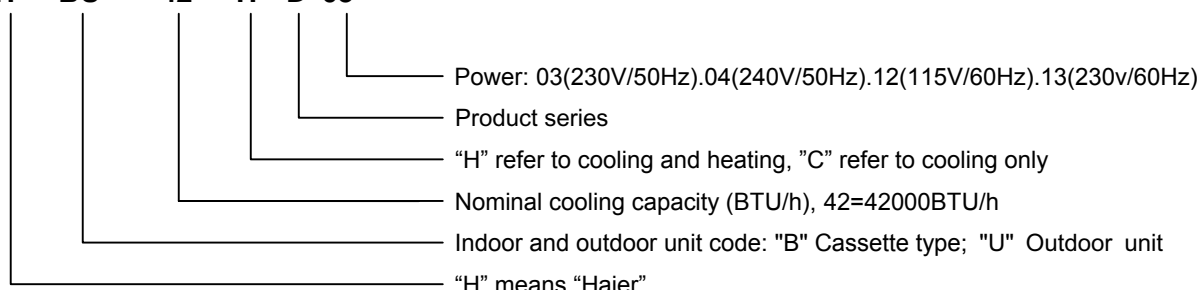 Power: 03(230V/50Hz).04(240V/50Hz).12(115V/60Hz).13(230v/60Hz)
Product series
“H” refer to cooling and heating, ”C” refer to cooling only
Nominal cooling capacity (BTU/h), 42=42000BTU/h
Indoor and outdoor unit code: "B" Cassette type; "U" Outdoor unit
“H” means “Haier”